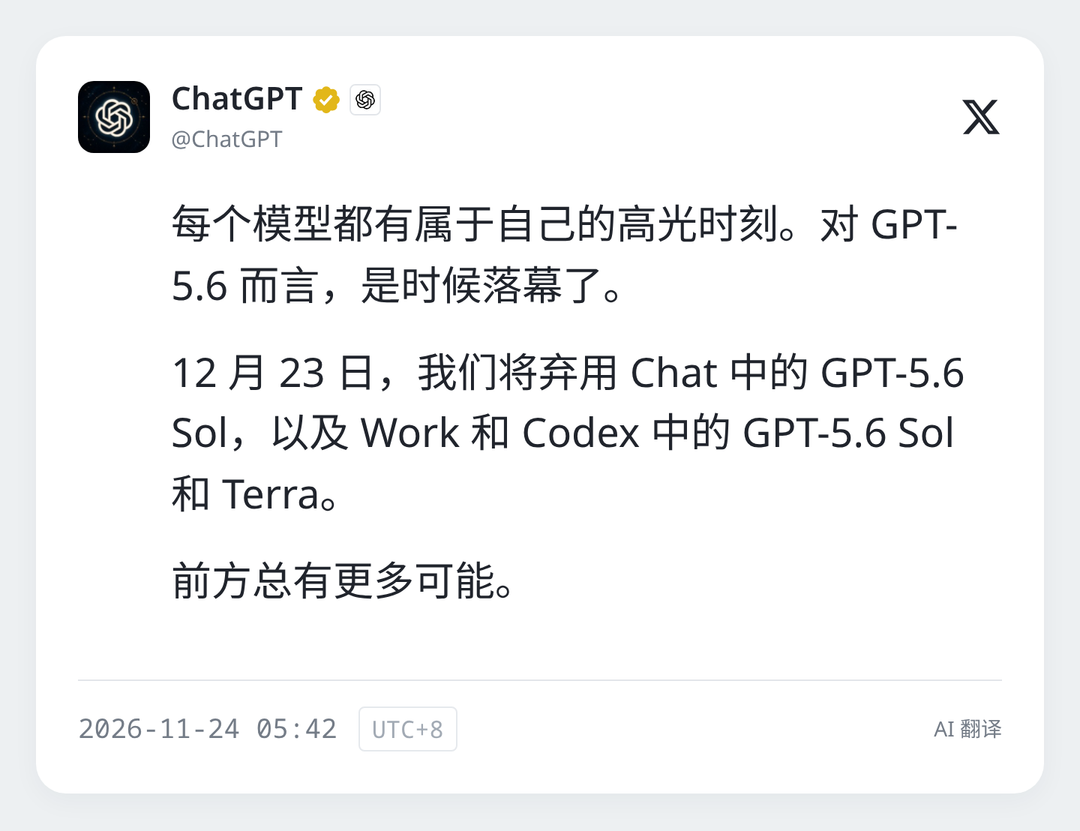 ChatGPT
@ChatGPT
每个模型都有属于自己的高光时刻。对 GPT-
5.6 而言，是时候落幕了。
12 月 23 日，我们将弃用 Chat 中的 GPT-5.6
Sol，以及 Work 和 Codex 中的 GPT-5.6 Sol
和 Terra。
前方总有更多可能。
2026-11-24 05:42 UTC+8
AI 翻译